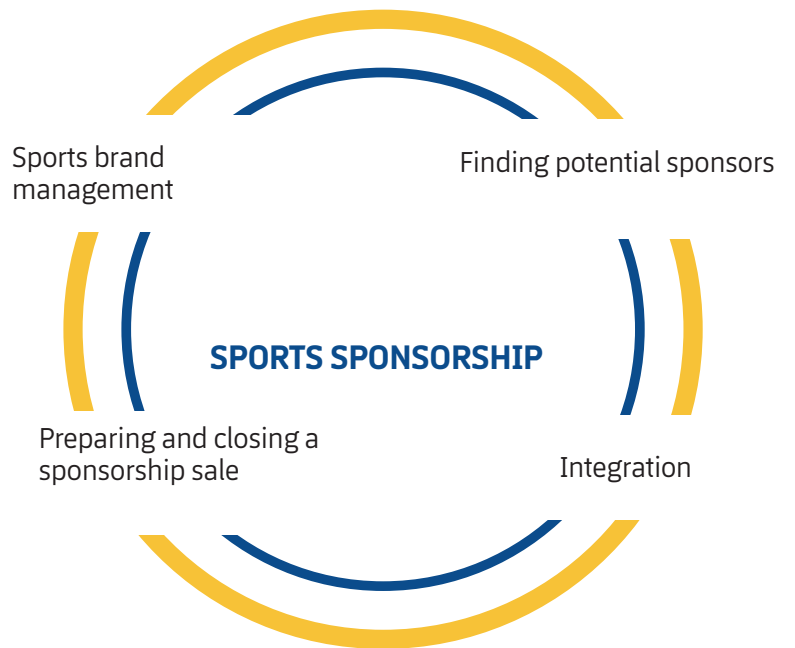 Sports brand
management
Finding potential sponsors
SPORTS SPONSORSHIP
Preparing and closing a
sponsorship sale
Integration